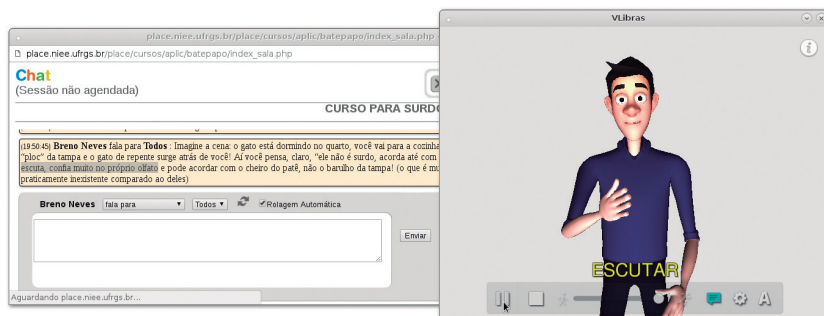 place.niee.ufrgs.br/place/cursos/aplic/batepapo/index_sala.php
place.niee.ufrgs.br/place/cursos/aplic/batepapo/index_sala.php
Chat
(Sessão não agendada)
CURSO PARA SURDO
(19:50:45) Breno Neves fala para Todos : Imagine a cena: o gato está dormindo no quarto, você vai para a cozinha
"ploc" da tampa e o gato de repente surge atrás de você! Aí você pensa, claro, "ele não é surdo, acorda até com
escuta, confia muito no próprio olfato e pode acordar com o cheiro do patê, não o barulho da tampa! (o que é mu
praticamente inexistente comparado ao deles)
Breno Neves fala para Todos Rolagem Automática
Enviar
Aguardando place.niee.ufrgs.br...
VLibras
ESCUTAR
A